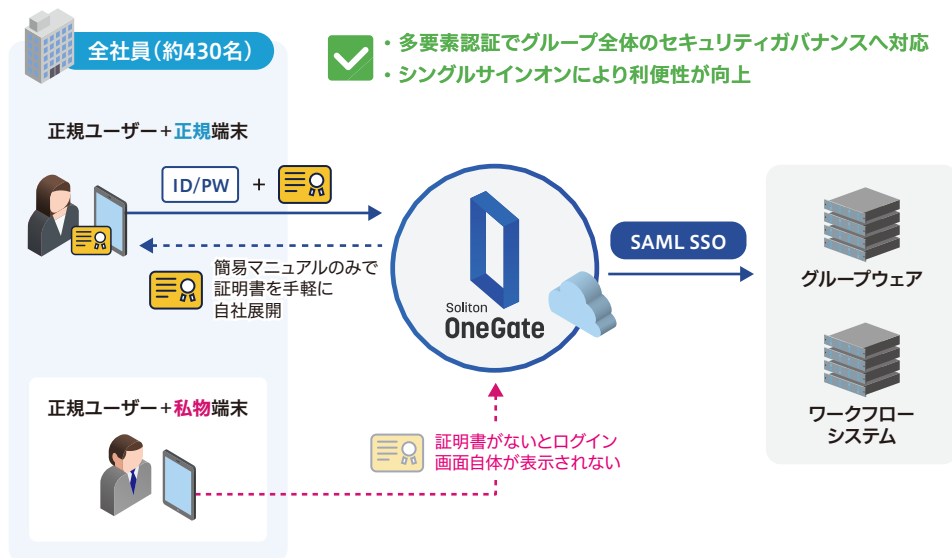 全社員（約430名）
・多要素認証でグループ全体のセキュリティガバナンスへ対応
・シングルサインオンにより利便性が向上
正規ユーザー＋正規端末
ID/PW
+
簡易マニュアルのみで
証明書を手軽に
自社展開
Soliton
OneGate
SAML SSO
グループウェア
ワークフロー
システム
正規ユーザー＋私物端末
証明書がないとログイン
画面自体が表示されない